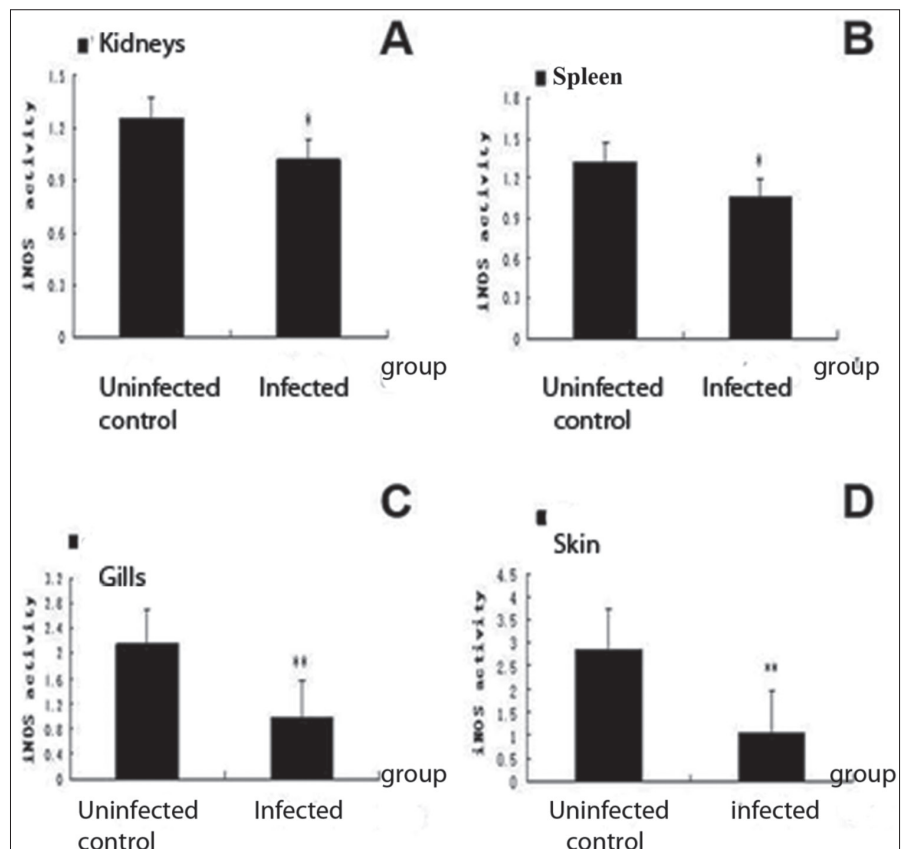 A
Kidneys
1.5
1.2
0.9
0.6
0.3
0
iNOS activity
*
Uninfected
control
Infected
group
B
Spleen
1.8
1.5
1.2
0.9
0.6
0.3
0
iNOS activity
*
Uninfected
control
Infected
group
C
Gills
3.2
2.8
2.4
2
1.6
1.2
0.8
0.4
0
iNOS activity
**
Uninfected
control
Infected
group
D
Skin
4.5
4
3.5
3
2.5
2
1.5
1
0.5
0
iNOS activity
**
Uninfected
control
infected
group